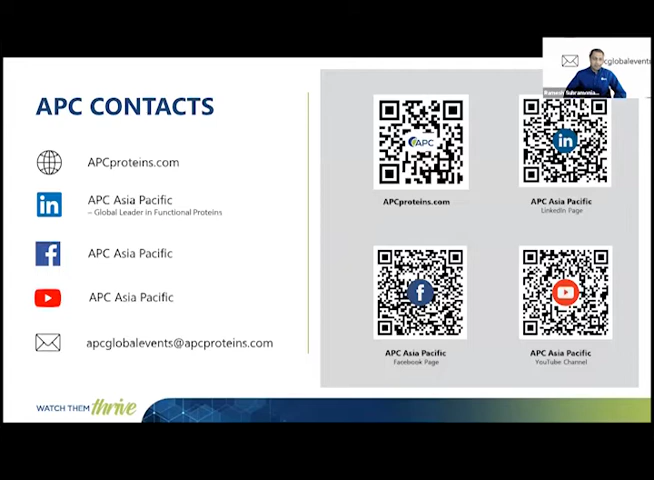 cglobalevents
APC CONTACTS
APCproteins.com
APC Asia Pacific
– Global Leader in Functional Proteins
APC Asia Pacific
APC Asia Pacific
apcglobalevents@apcproteins.com
APC
APCproteins.com
in
APC Asia Pacific
LinkedIn Page
APC Asia Pacific
Facebook Page
APC Asia Pacific
YouTube Channel
WATCH THEM thrive